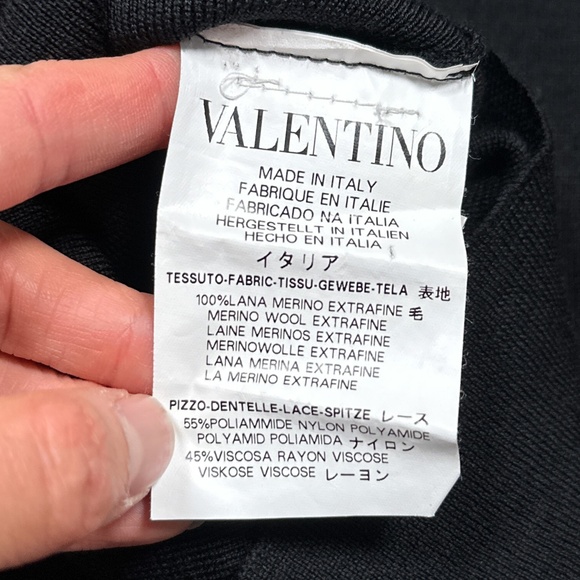 VALENTINO
MADE IN ITALY
FABRIQUE EN ITALIE
FABRICADO NA ITALIA
HERGESTELLT IN ITALIEN
HECHO EN ITALIA
イタリア
TESSUTO-FABRIC-TISSU-GEWEBE-TELA 表地
100%LANA MERINO EXTRAFINE 毛
MERINO WOOL EXTRAFINE
LAINE MERINOS EXTRAFINE
MERINOWOLLE EXTRAFINE
LANA MERINA EXTRAFINE
LA MERINO EXTRAFINE
PIZZO-DENTELLE-LACE-SPITZE レース
55%POLIAMMIDE NYLON POLYAMIDE
POLYAMID POLIAMIDA ナイロン
45%VISCOSA RAYON VISCOSE
VISKOSE VISCOSE レーヨン